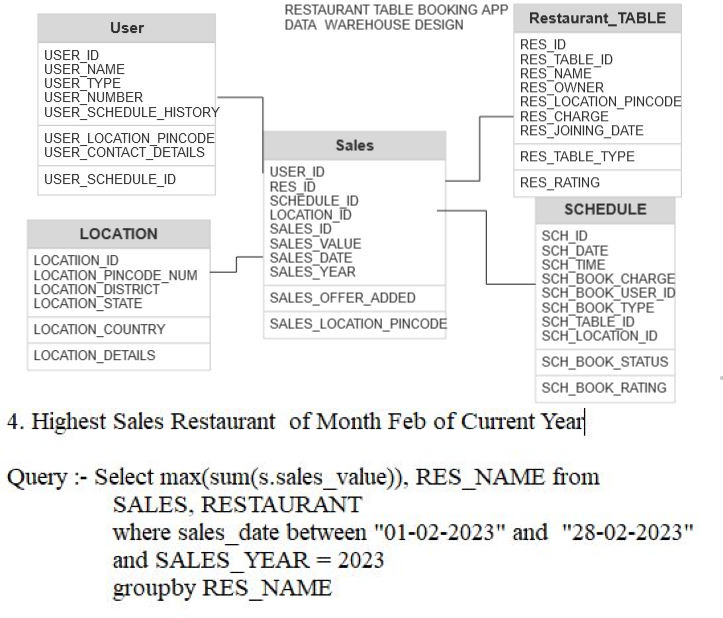 RESTAURANT TABLE BOOKING APP
DATA WAREHOUSE DESIGN
User
USER_ID
USER_NAME
USER_TYPE
USER_NUMBER
USER_SCHEDULE_HISTORY
USER_LOCATION_PINCODE
USER_CONTACT_DETAILS
USER_SCHEDULE_ID
Restaurant_TABLE
RES_ID
RES_TABLE_ID
RES_NAME
RES_OWNER
RES_LOCATION_PINCODE
RES_CHARGE
RES_JOINING_DATE
RES_TABLE_TYPE
RES_RATING
Sales
USER_ID
RES_ID
SCHEDULE_ID
LOCATION_ID
SALES_ID
SALES_VALUE
SALES_DATE
SALES_YEAR
SALES_OFFER_ADDED
SALES_LOCATION_PINCODE
LOCATION
LOCATIION_ID
LOCATION_PINCODE_NUM
LOCATION_DISTRICT
LOCATION_STATE
LOCATION_COUNTRY
LOCATION_DETAILS
SCHEDULE
SCH_ID
SCH_DATE
SCH_TIME
SCH_BOOK_CHARGE
SCH_BOOK_USER_ID
SCH_BOOK_TYPE
SCH_TABLE_ID
SCH_LOCATION_ID
SCH_BOOK_STATUS
SCH_BOOK_RATING
4. Highest Sales Restaurant of Month Feb of Current Year
Query :- Select max(sum(s.sales_value)), RES_NAME from
SALES, RESTAURANT
where sales_date between "01-02-2023" and "28-02-2023"
and SALES_YEAR = 2023
groupby RES_NAME